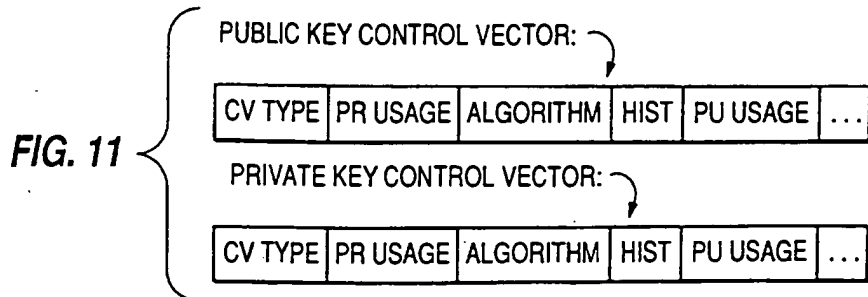 PUBLIC KEY CONTROL VECTOR:
CV TYPE PR USAGE ALGORITHM HIST PU USAGE ...
FIG. 11
PRIVATE KEY CONTROL VECTOR:
CV TYPE PR USAGE ALGORITHM HIST PU USAGE ...